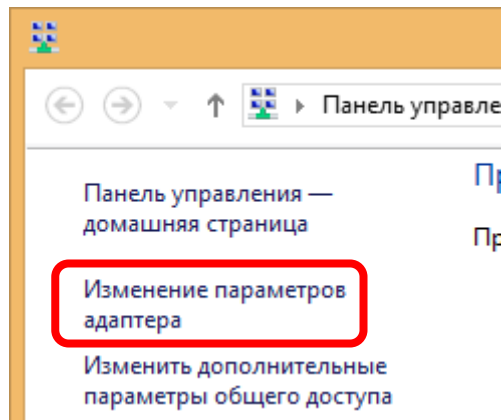 Панель управле
Пр
Панель управления —
домашняя страница
Пр
Изменение параметров
адаптера
Изменить дополнительные
параметры общего доступа